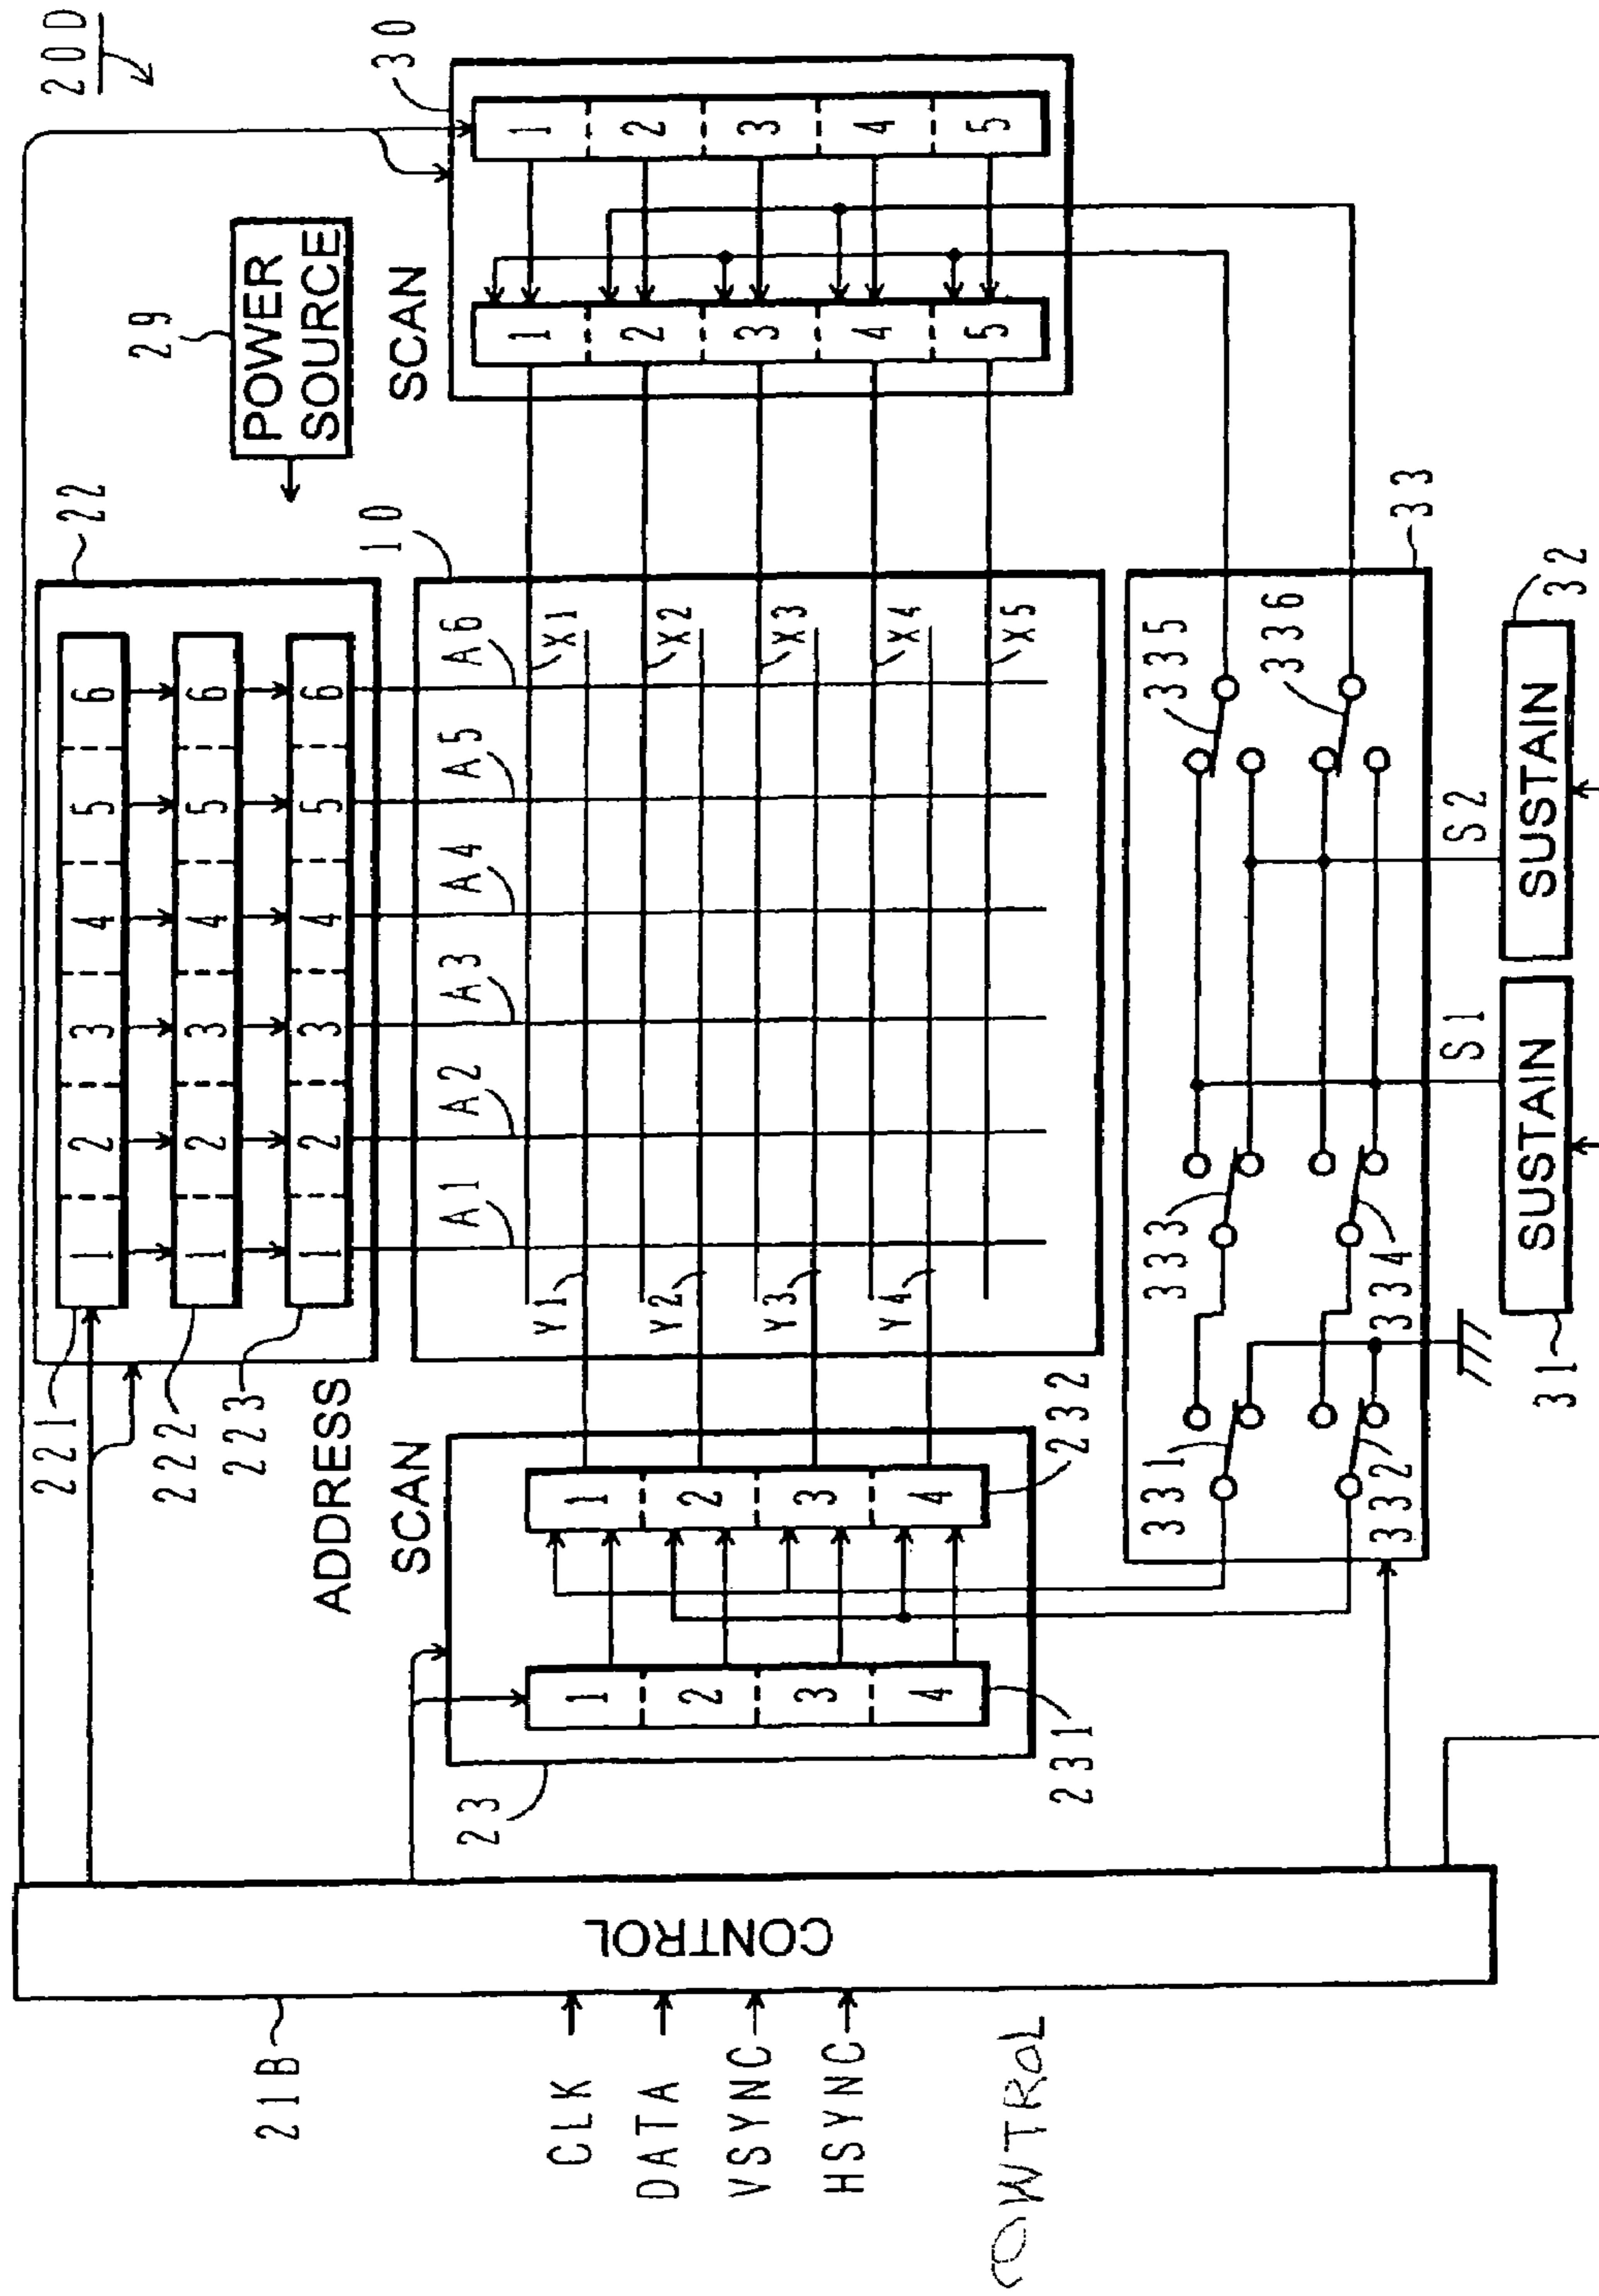 20D
29
POWER
SOURCE
22
221
1 2 3 4 5 6
222
1 2 3 4 5 6
223
1 2 3 4 5 6
ADDRESS
10
A1 A2 A3 A4 A5 A6
X1
Y1
X2
Y2
X3
Y3
X4
Y4
X5
SCAN
23
231
1
2
3
4
232
1
2
3
4
SCAN
30
1
2
3
4
5
1
2
3
4
5
21B
CONTROL
CLK
DATA
VSYNC
HSYNC
33
331
332
333
334
335
336
S1
S2
31
SUSTAIN
32
SUSTAIN